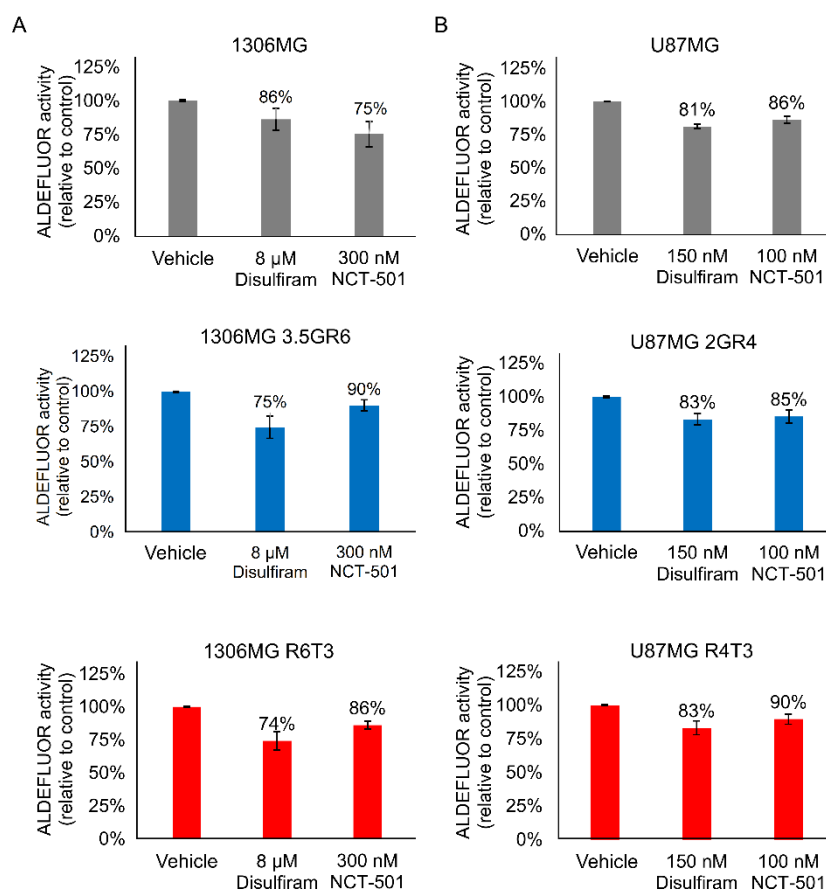 A
1306MG
ALDEFLUOR activity
(relative to control)
125%
100%
75%
50%
25%
0%
86%
75%
Vehicle
8 µM
Disulfiram
300 nM
NCT-501
B
U87MG
ALDEFLUOR activity
(relative to control)
125%
100%
75%
50%
25%
0%
81%
86%
Vehicle
150 nM
Disulfiram
100 nM
NCT-501
1306MG 3.5GR6
ALDEFLUOR activity
(relative to control)
125%
100%
75%
50%
25%
0%
75%
90%
Vehicle
8 µM
Disulfiram
300 nM
NCT-501
U87MG 2GR4
ALDEFLUOR activity
(relative to control)
125%
100%
75%
50%
25%
0%
83%
85%
Vehicle
150 nM
Disulfiram
100 nM
NCT-501
1306MG R6T3
ALDEFLUOR activity
(relative to control)
125%
100%
75%
50%
25%
0%
74%
86%
Vehicle
8 µM
Disulfiram
300 nM
NCT-501
U87MG R4T3
ALDEFLUOR activity
(relative to control)
125%
100%
75%
50%
25%
0%
83%
90%
Vehicle
150 nM
Disulfiram
100 nM
NCT-501